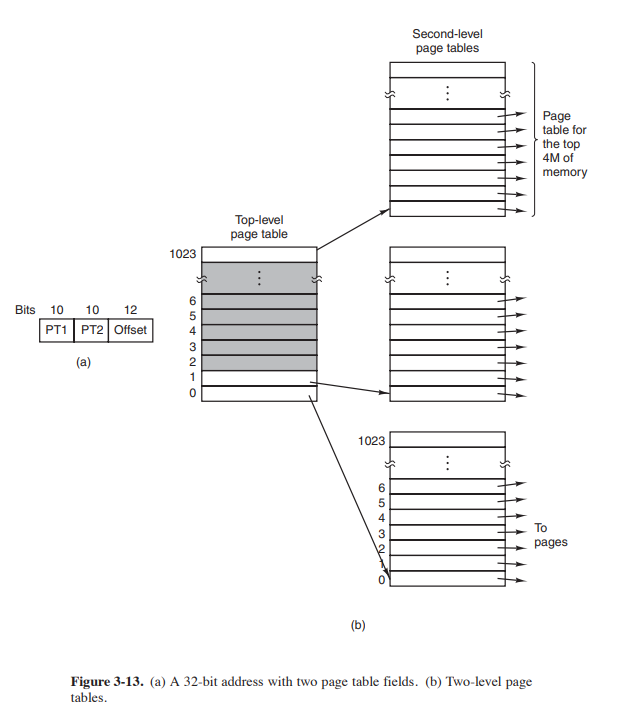 Second-level
page tables
Page
table for
the top
4M of
memory
Top-level
page table
1023
6
5
4
3
2
1
0
Bits 10 10 12
PT1 PT2 Offset
(a)
1023
6
5
4
3
2
1
0
To
pages
(b)
Figure 3-13. (a) A 32-bit address with two page table fields. (b) Two-level page
tables.